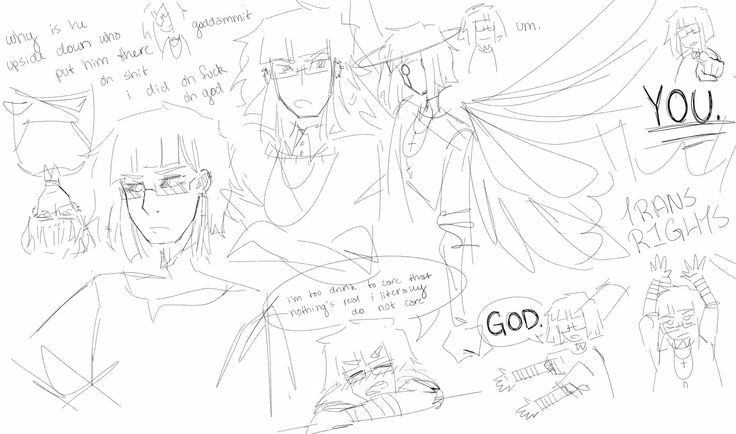 why is he
upside down who
put him there
oh shit
i did oh fuck
oh god
goddammit
um.
YOU.
TRANS
RIGHTS
i'm too drunk to care that
nothing's real i literally
do not care
GOD.